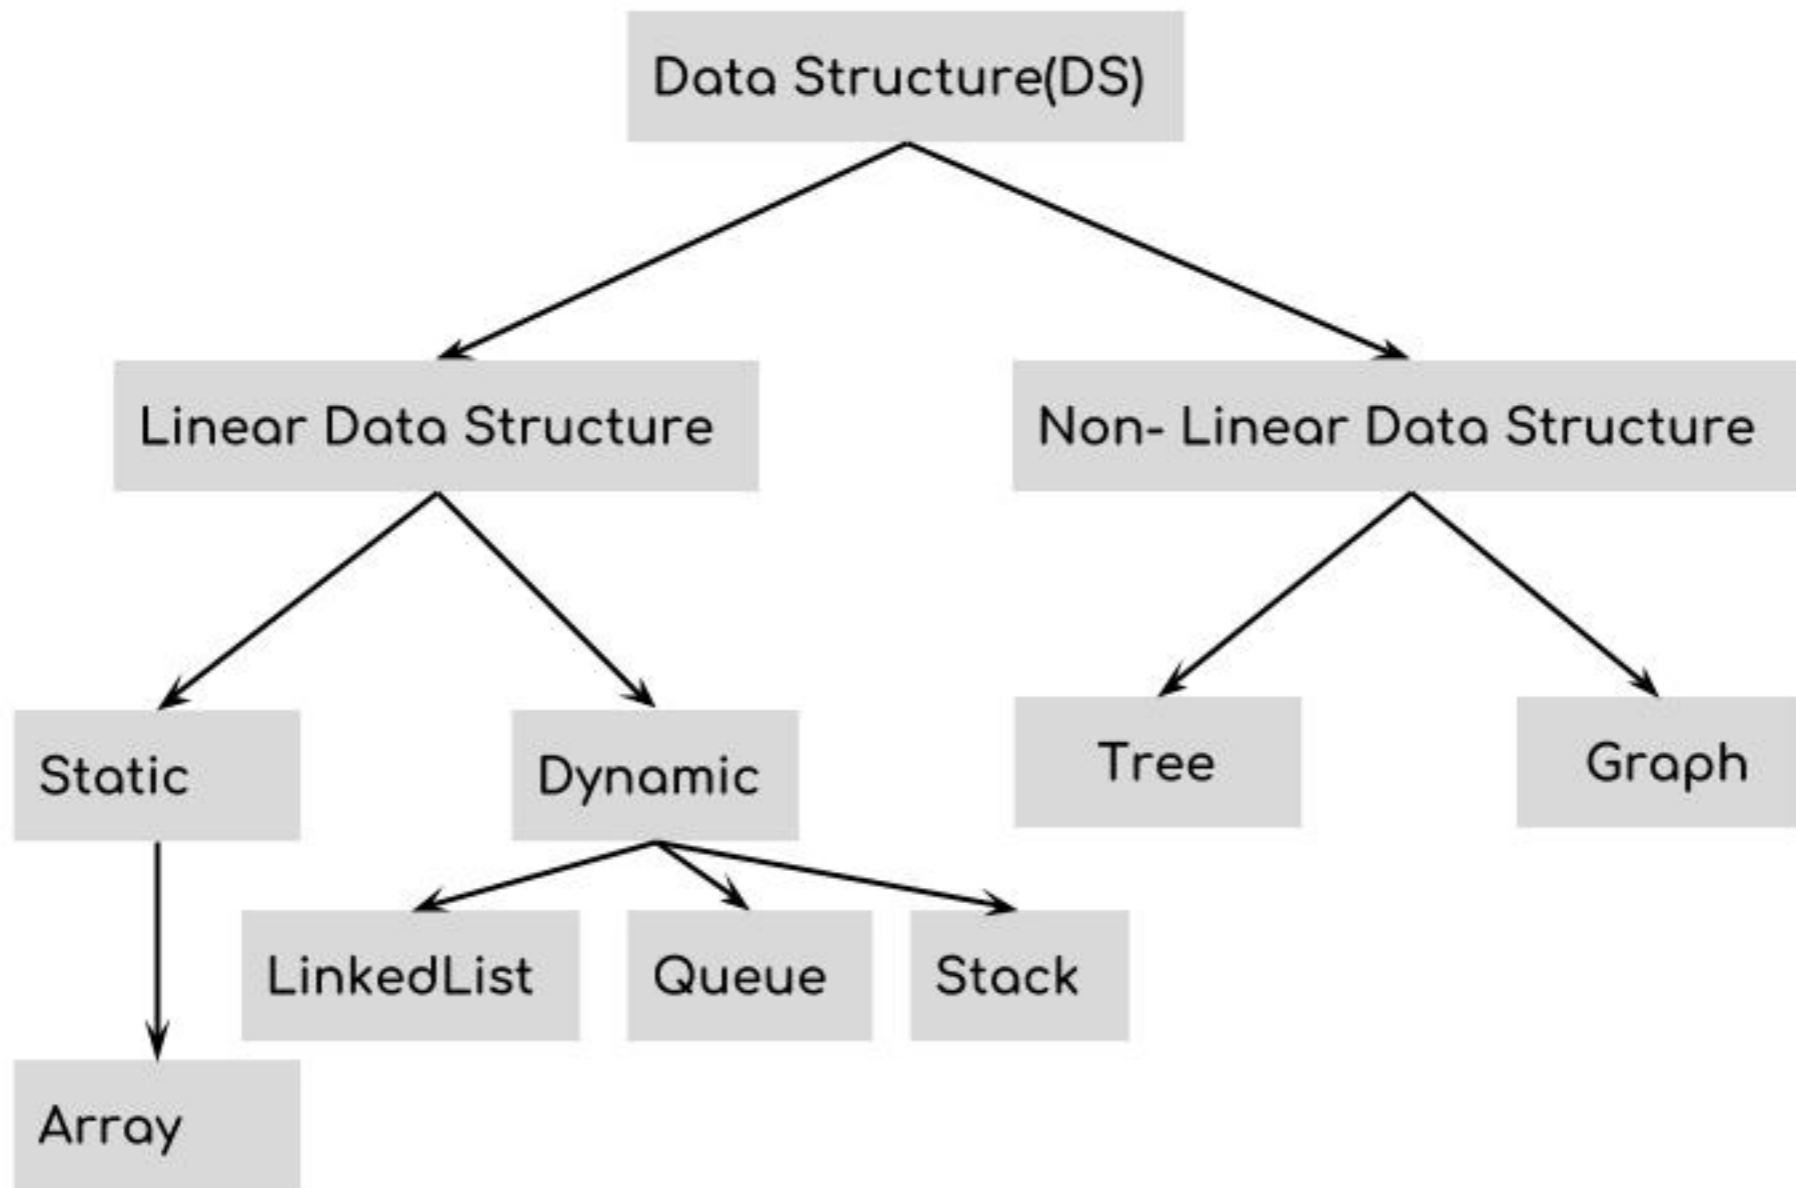 Data Structure(DS)
Linear Data Structure
Non- Linear Data Structure
Static
Dynamic
Tree
Graph
LinkedList
Queue
Stack
Array